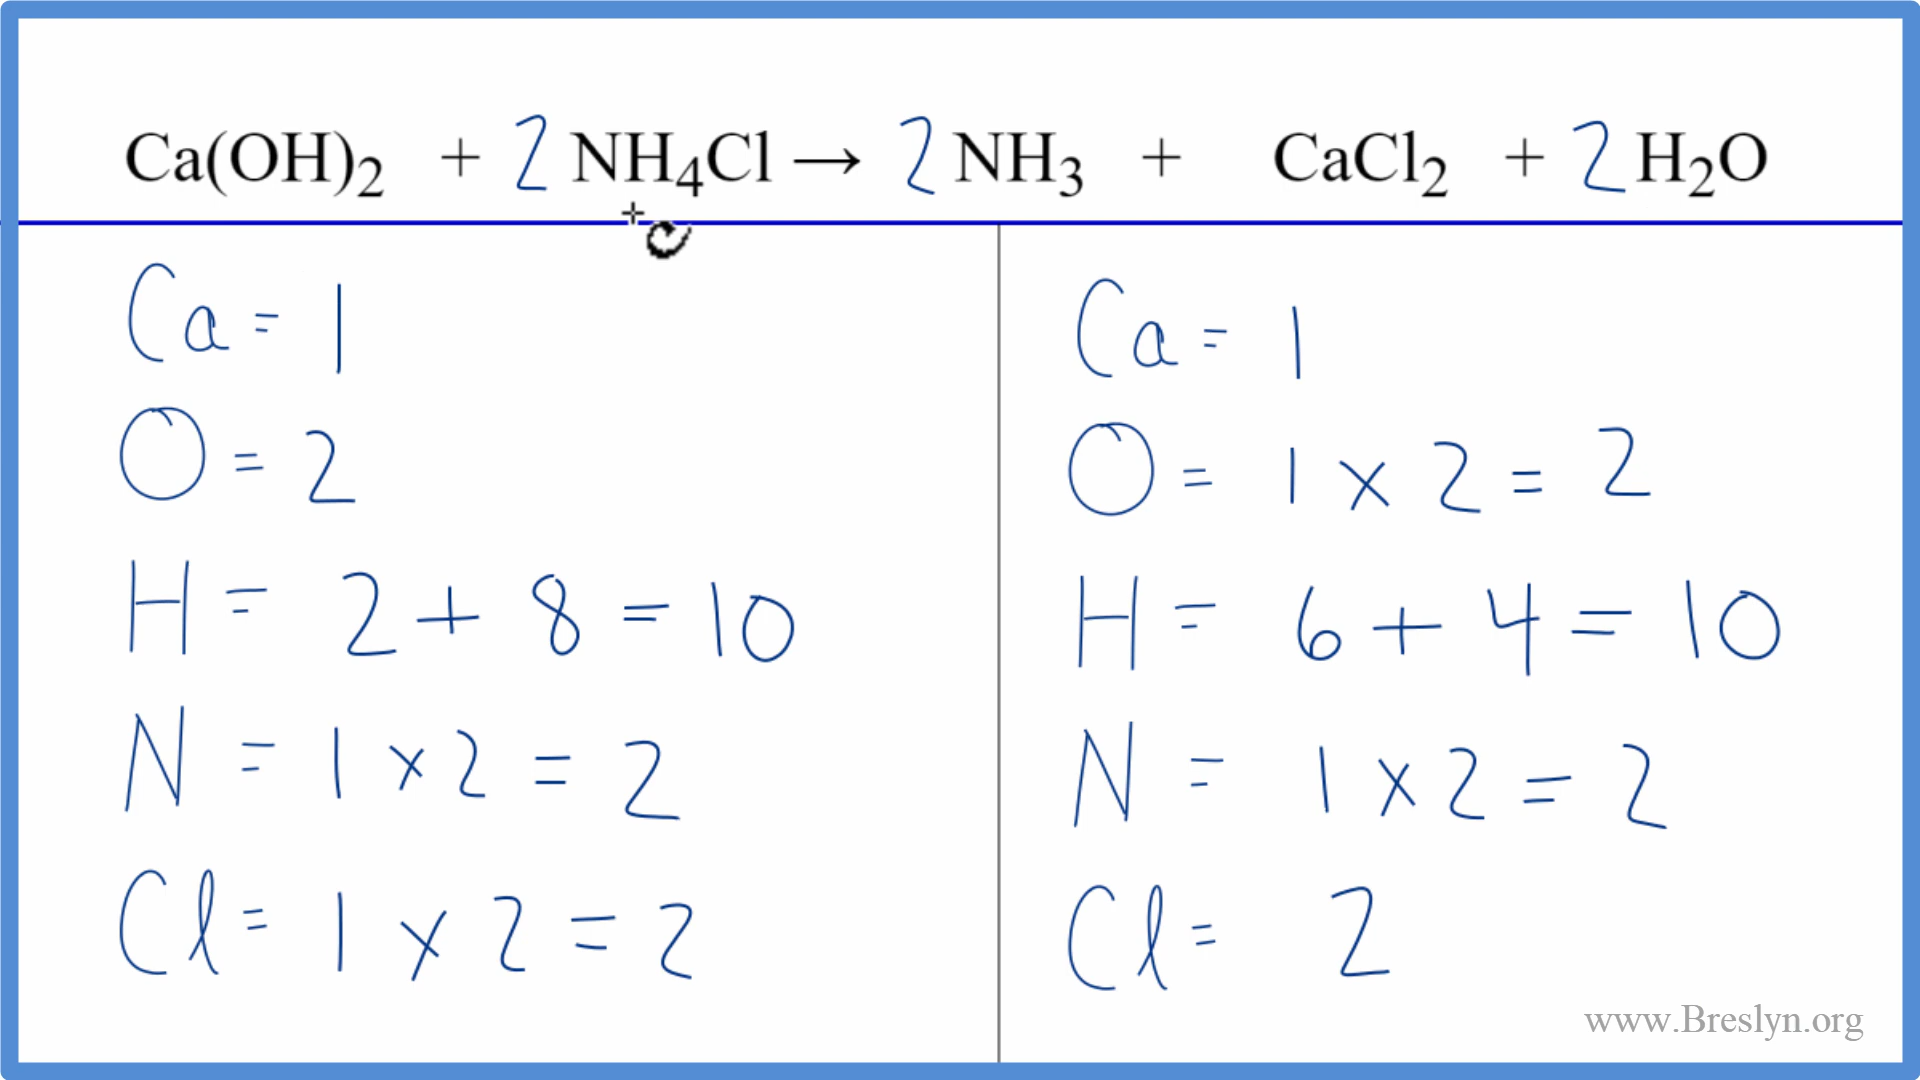 Ca(OH)₂ + 2 NH₄Cl → 2 NH₃ + CaCl₂ + 2 H₂O
Ca = 1
O = 2
H = 2 + 8 = 10
N = 1 x 2 = 2
Cl = 1 x 2 = 2
Ca = 1
O = 1 x 2 = 2
H = 6 + 4 = 10
N = 1 x 2 = 2
Cl = 2
www.Breslyn.org